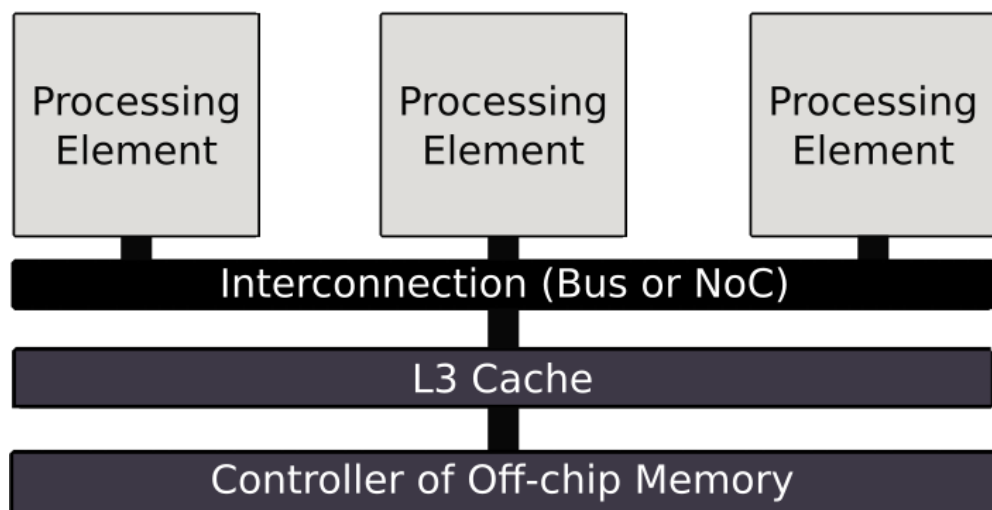 Processing
Element
Processing
Element
Processing
Element
Interconnection (Bus or NoC)
L3 Cache
Controller of Off-chip Memory